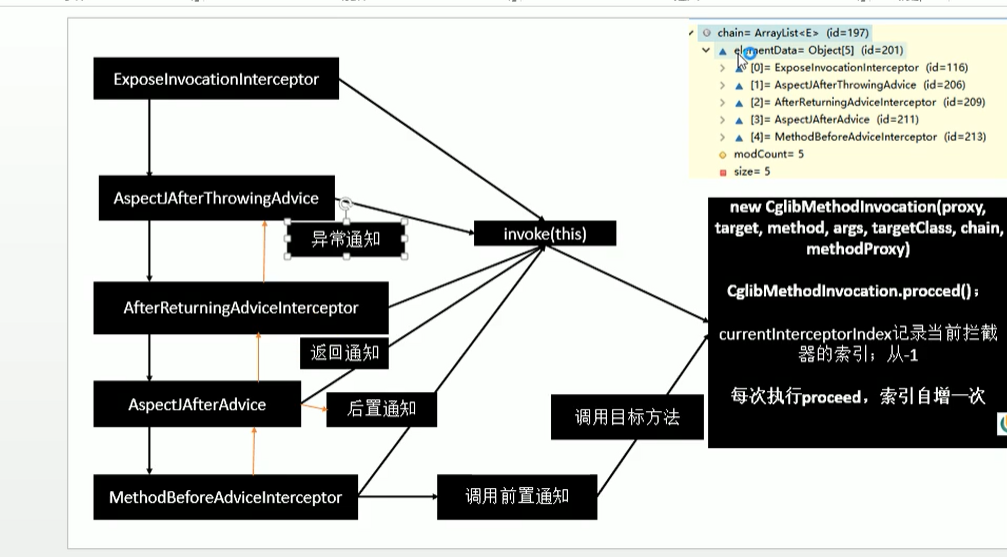 chain= ArrayList<E> (id=197)
elementData= Object[5] (id=201)
[0]= ExposeInvocationInterceptor (id=116)
[1]= AspectJAfterThrowingAdvice (id=206)
[2]= AfterReturningAdviceInterceptor (id=209)
[3]= AspectJAfterAdvice (id=211)
[4]= MethodBeforeAdviceInterceptor (id=213)
modCount= 5
size= 5
ExposeInvocationInterceptor
AspectJAfterThrowingAdvice
异常通知
invoke(this)
AfterReturningAdviceInterceptor
返回通知
AspectJAfterAdvice
后置通知
MethodBeforeAdviceInterceptor
调用前置通知
调用目标方法
new CglibMethodInvocation(proxy,
target, method, args, targetClass, chain,
methodProxy)
CglibMethodInvocation.procced()；
currentInterceptorIndex记录当前拦截
器的索引；从-1
每次执行proceed，索引自增一次